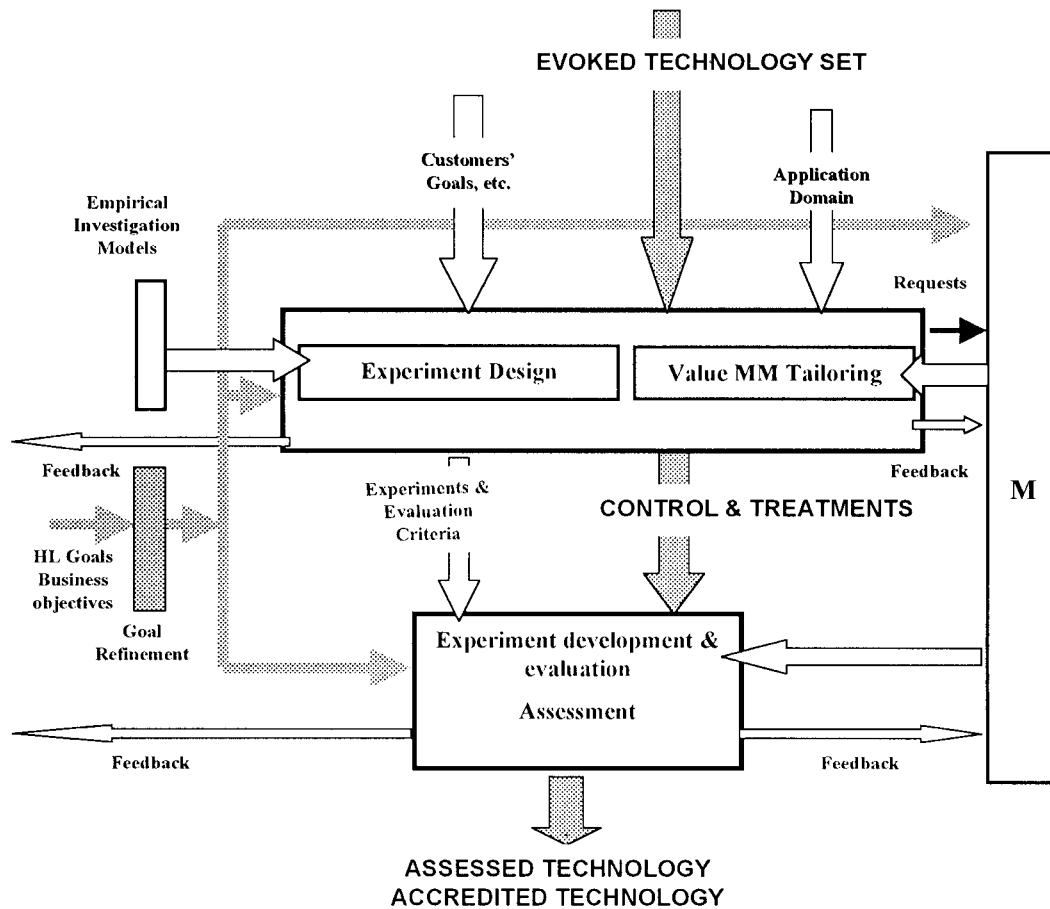 EVOKED TECHNOLOGY SET
Customers'
Goals, etc.
Application
Domain
Empirical
Investigation
Models
Requests
Experiment Design
Value MM Tailoring
Feedback
Feedback
M
Experiments &
Evaluation
Criteria
CONTROL & TREATMENTS
HL Goals
Business
objectives
Goal
Refinement
Experiment development &
evaluation
Assessment
Feedback
Feedback
ASSESSED TECHNOLOGY
ACCREDITED TECHNOLOGY